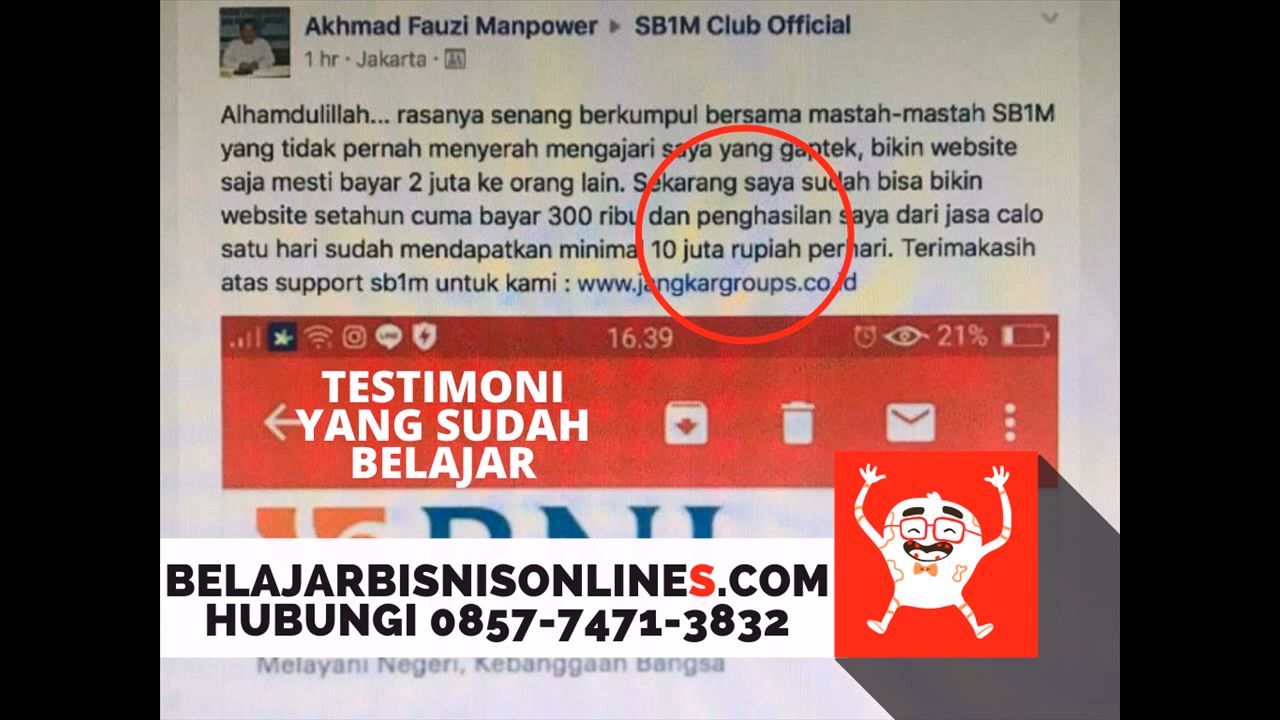 Akhmad Fauzi Manpower ▸ SB1M Club Official
1 hr · Jakarta ·
Alhamdulillah... rasanya senang berkumpul bersama mastah-mastah SB1M
yang tidak pernah menyerah mengajari saya yang gaptek, bikin website
saja mesti bayar 2 juta ke orang lain. Sekarang saya sudah bisa bikin
website setahun cuma bayar 300 ribu dan penghasilan saya dari jasa calo
satu hari sudah mendapatkan minimal 10 juta rupiah perhari. Terimakasih
atas support sb1m untuk kami : www.jangkargroups.co.id
16.39 21%
TESTIMONI
YANG SUDAH
BELAJAR
BNI
BELAJARBISNISONLINES.COM
HUBUNGI 0857-7471-3832
Melayani Negeri, Kebanggaan Bangsa